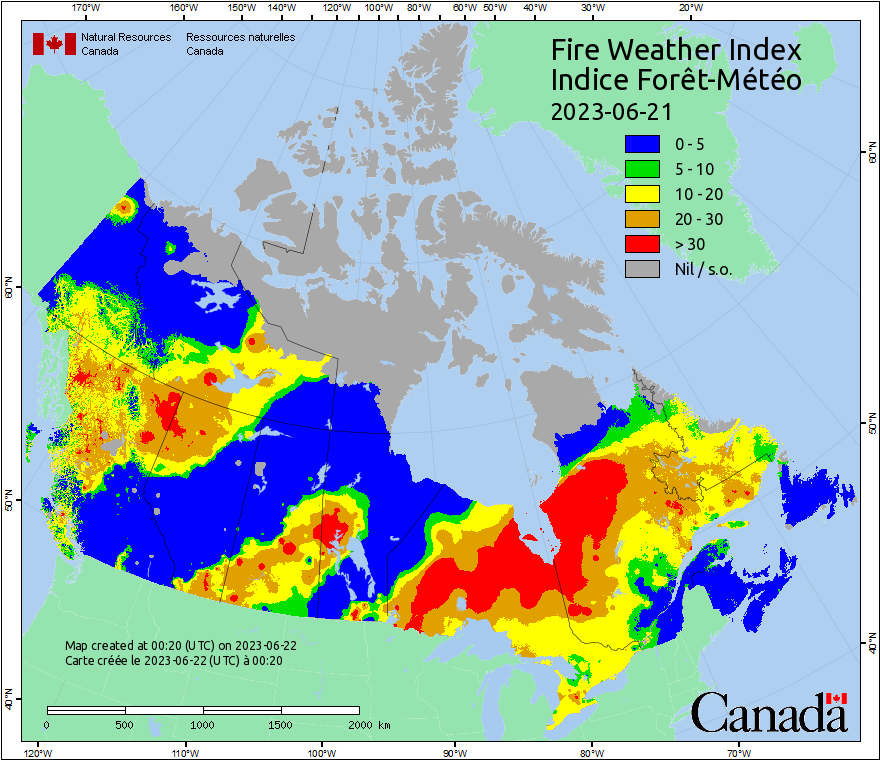 170°W 160°W 150°W 140°W 130°W 120°W 110°W 100°W 90°W 80°W 70°W 60°W 50°W 40°W 30°W 20°W
Natural Resources Canada
Ressources naturelles Canada
Fire Weather Index
Indice Forêt-Météo
2023-06-21
0 - 5
5 - 10
10 - 20
20 - 30
> 30
Nil / s.o.
60°N
60°N
50°N
50°N
40°N
40°N
Map created at 00:20 (UTC) on 2023-06-22
Carte créée le 2023-06-22 (UTC) à 00:20
0 500 1000 1500 2000 km
Canada
120°W 110°W 100°W 90°W 80°W 70°W